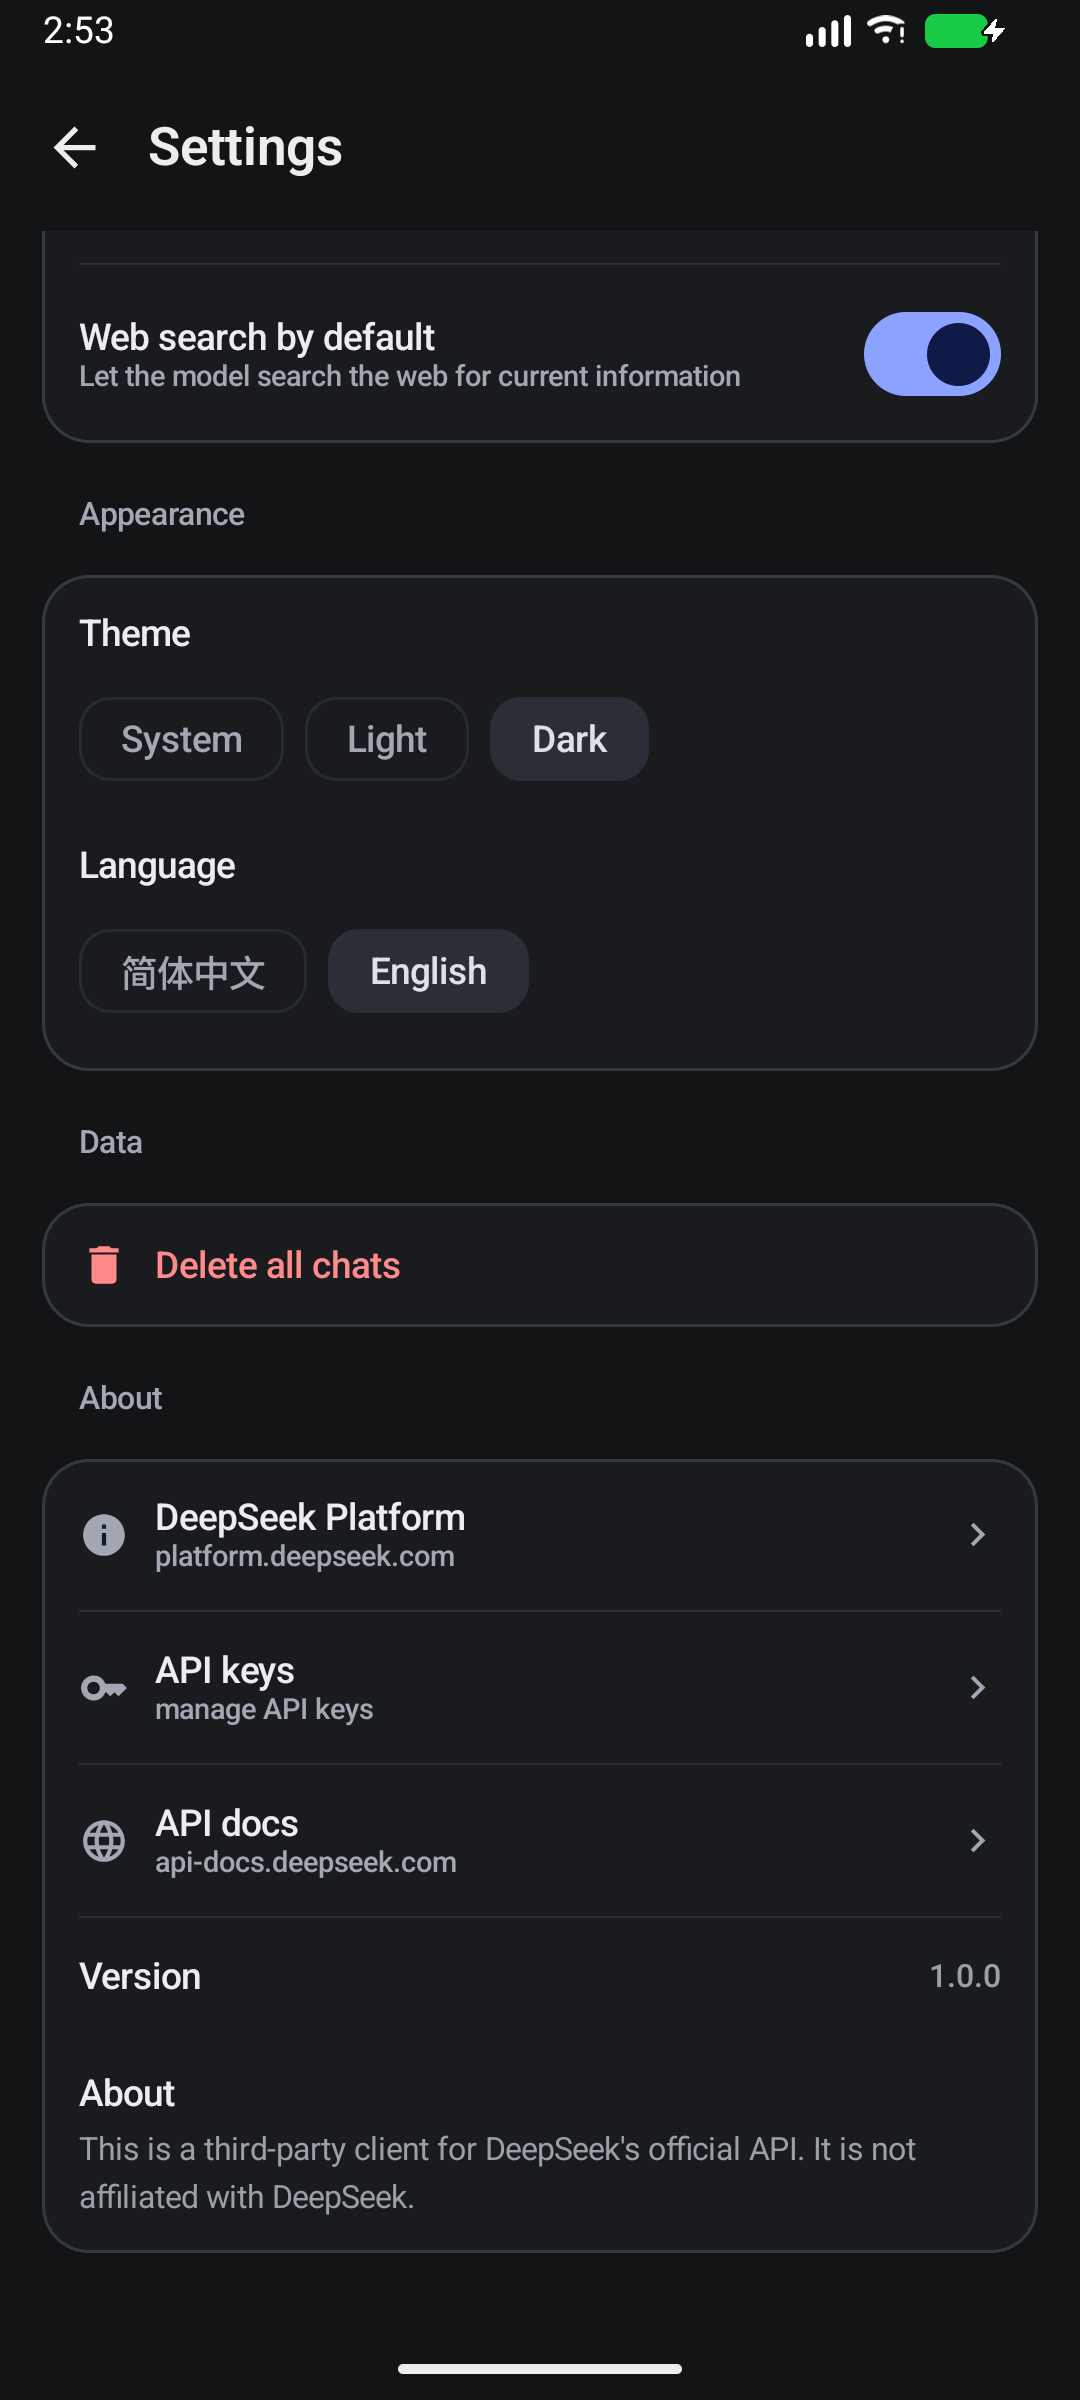 2:53
Settings
Web search by default
Let the model search the web for current information
Appearance
Theme
System
Light
Dark
Language
简体中文
English
Data
Delete all chats
About
DeepSeek Platform
platform.deepseek.com
API keys
manage API keys
API docs
api-docs.deepseek.com
Version
1.0.0
About
This is a third-party client for DeepSeek's official API. It is not
affiliated with DeepSeek.